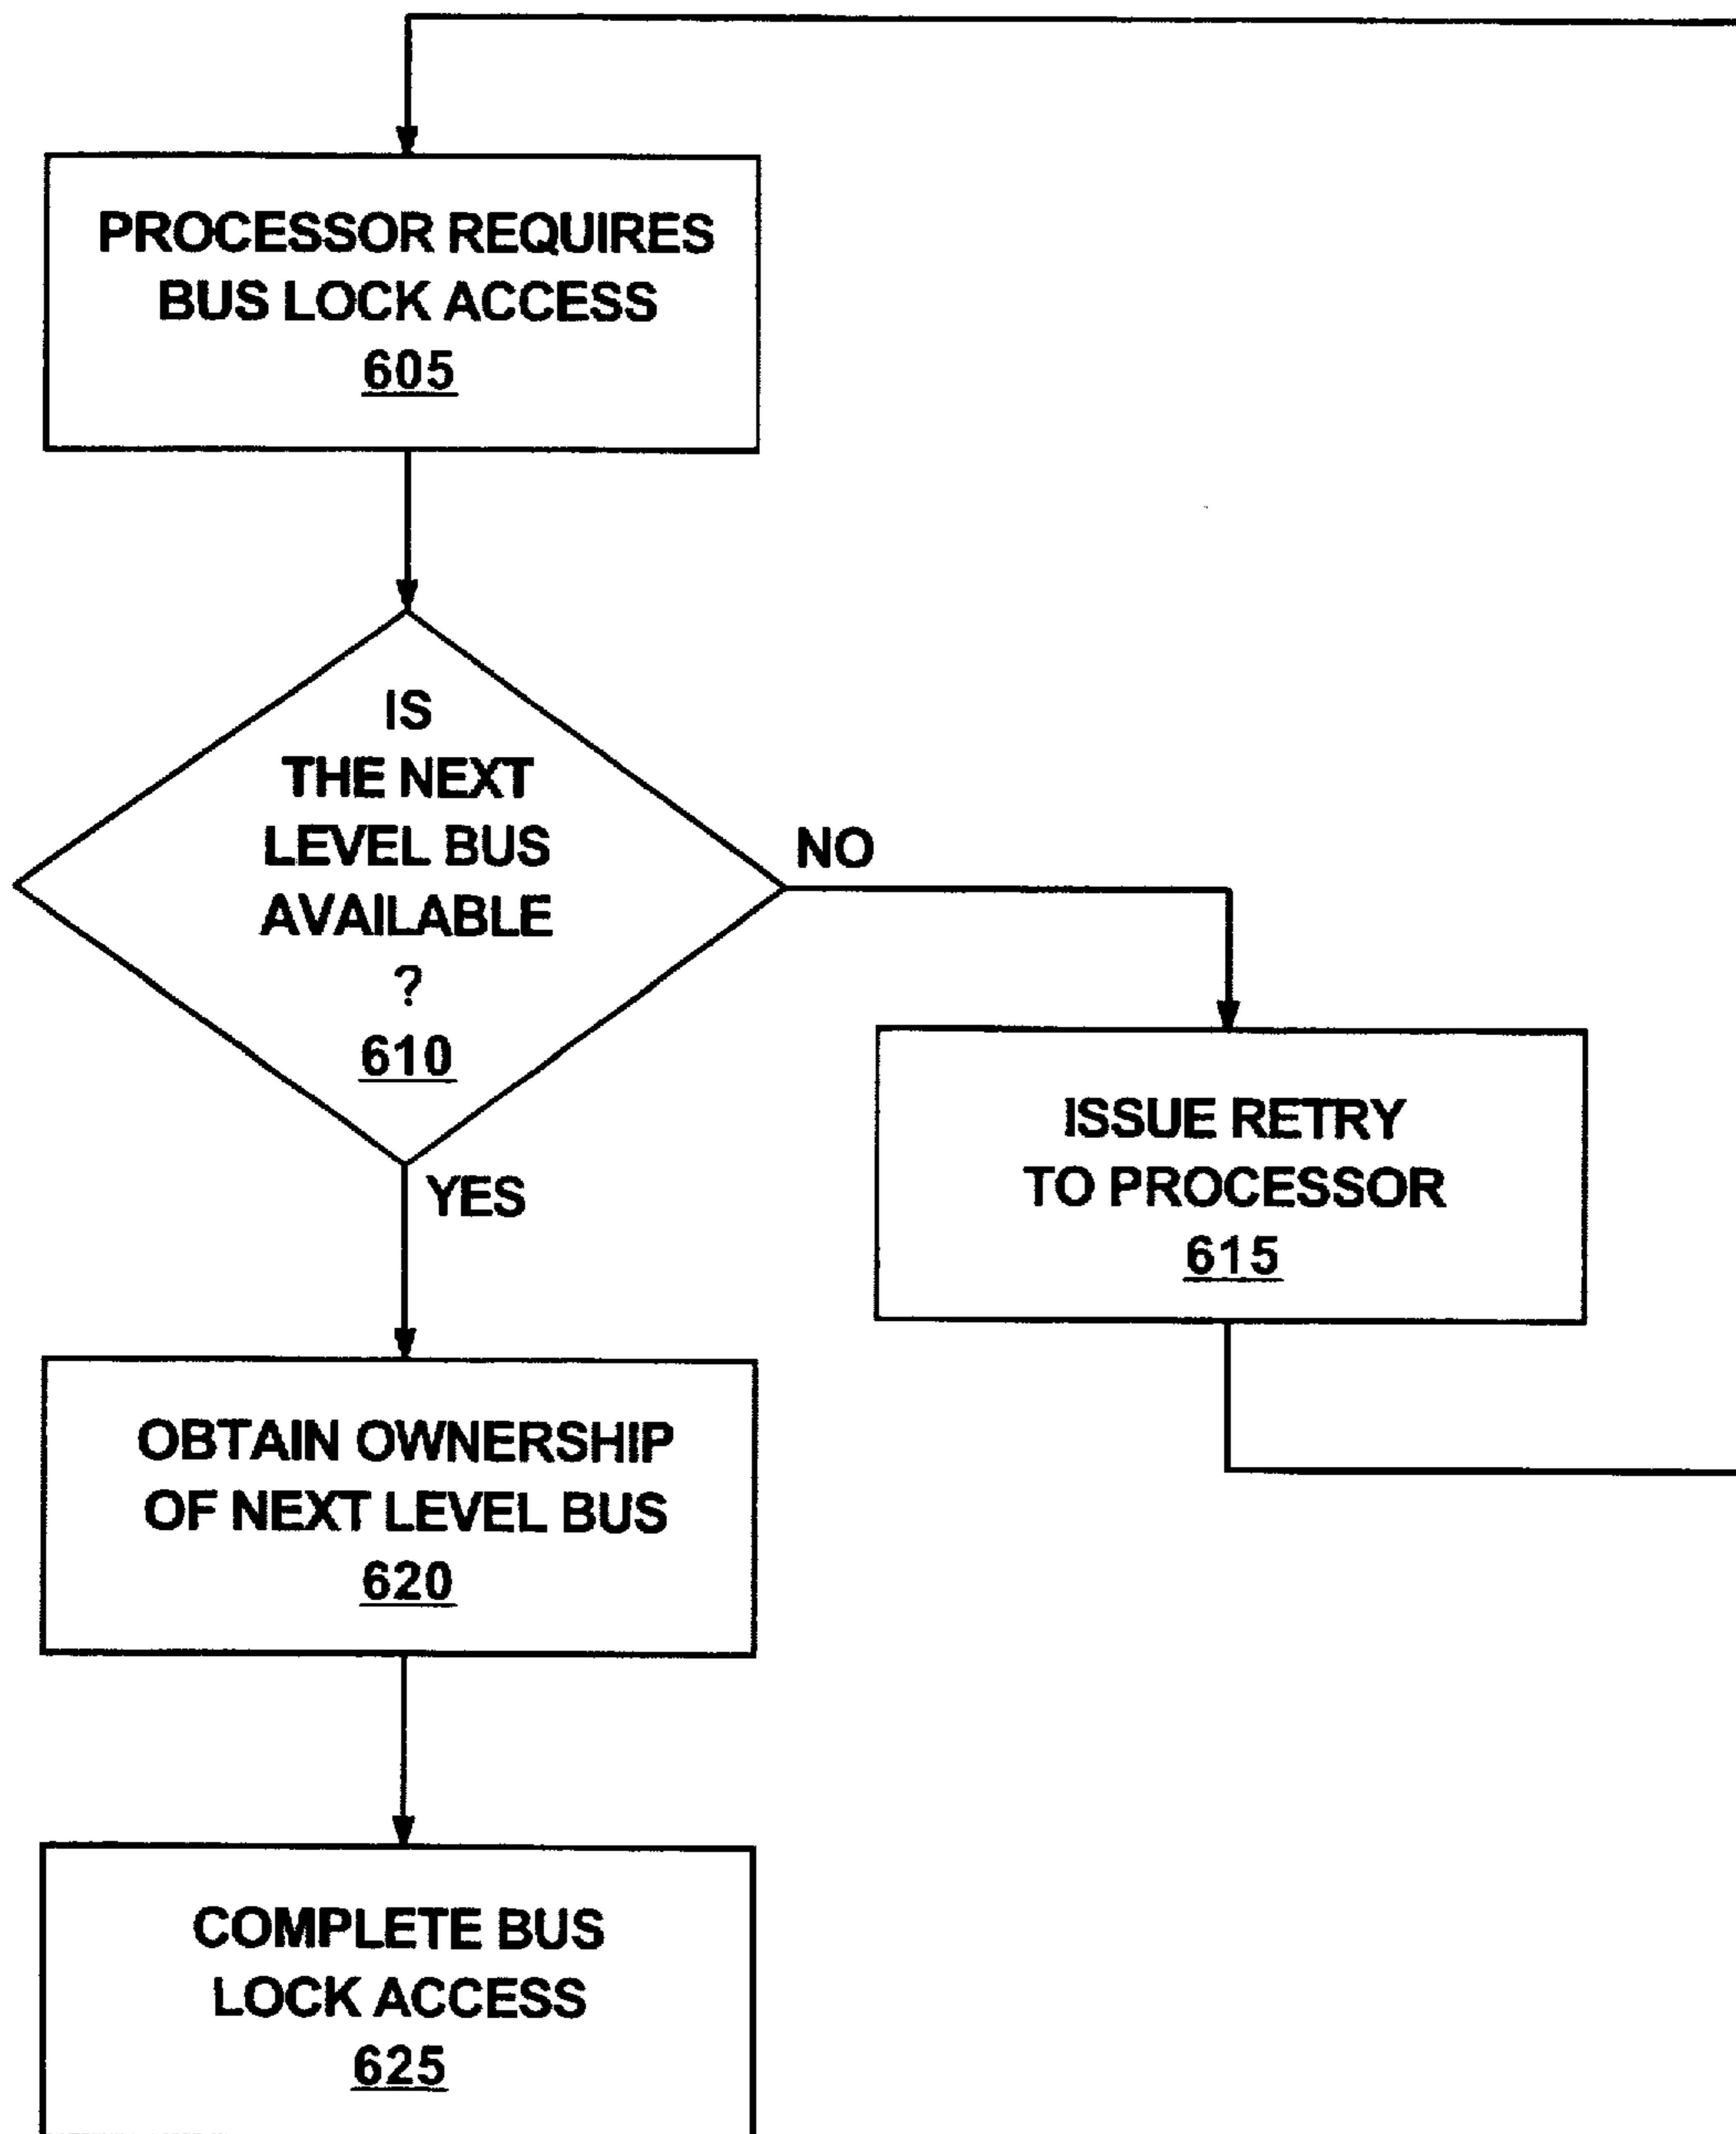 PROCESSOR REQUIRES
BUS LOCK ACCESS
605
IS
THE NEXT
LEVEL BUS
AVAILABLE
?
610
NO
YES
ISSUE RETRY
TO PROCESSOR
615
OBTAIN OWNERSHIP
OF NEXT LEVEL BUS
620
COMPLETE BUS
LOCK ACCESS
625